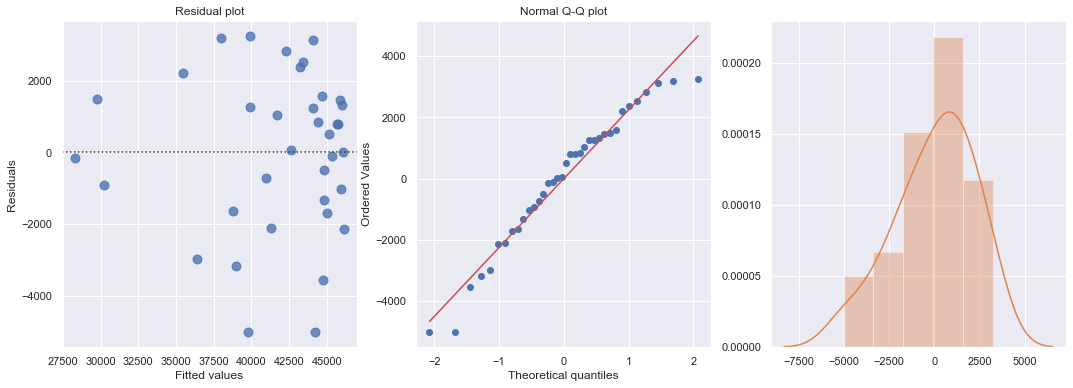 Residual plot
Residuals
2000
0
−2000
−4000
27500 30000 32500 35000 37500 40000 42500 45000
Fitted values
Normal Q-Q plot
Ordered Values
4000
2000
0
−2000
−4000
−2 −1 0 1 2
Theoretical quantiles
0.00020
0.00015
0.00010
0.00005
0.00000
−7500 −5000 −2500 0 2500 5000